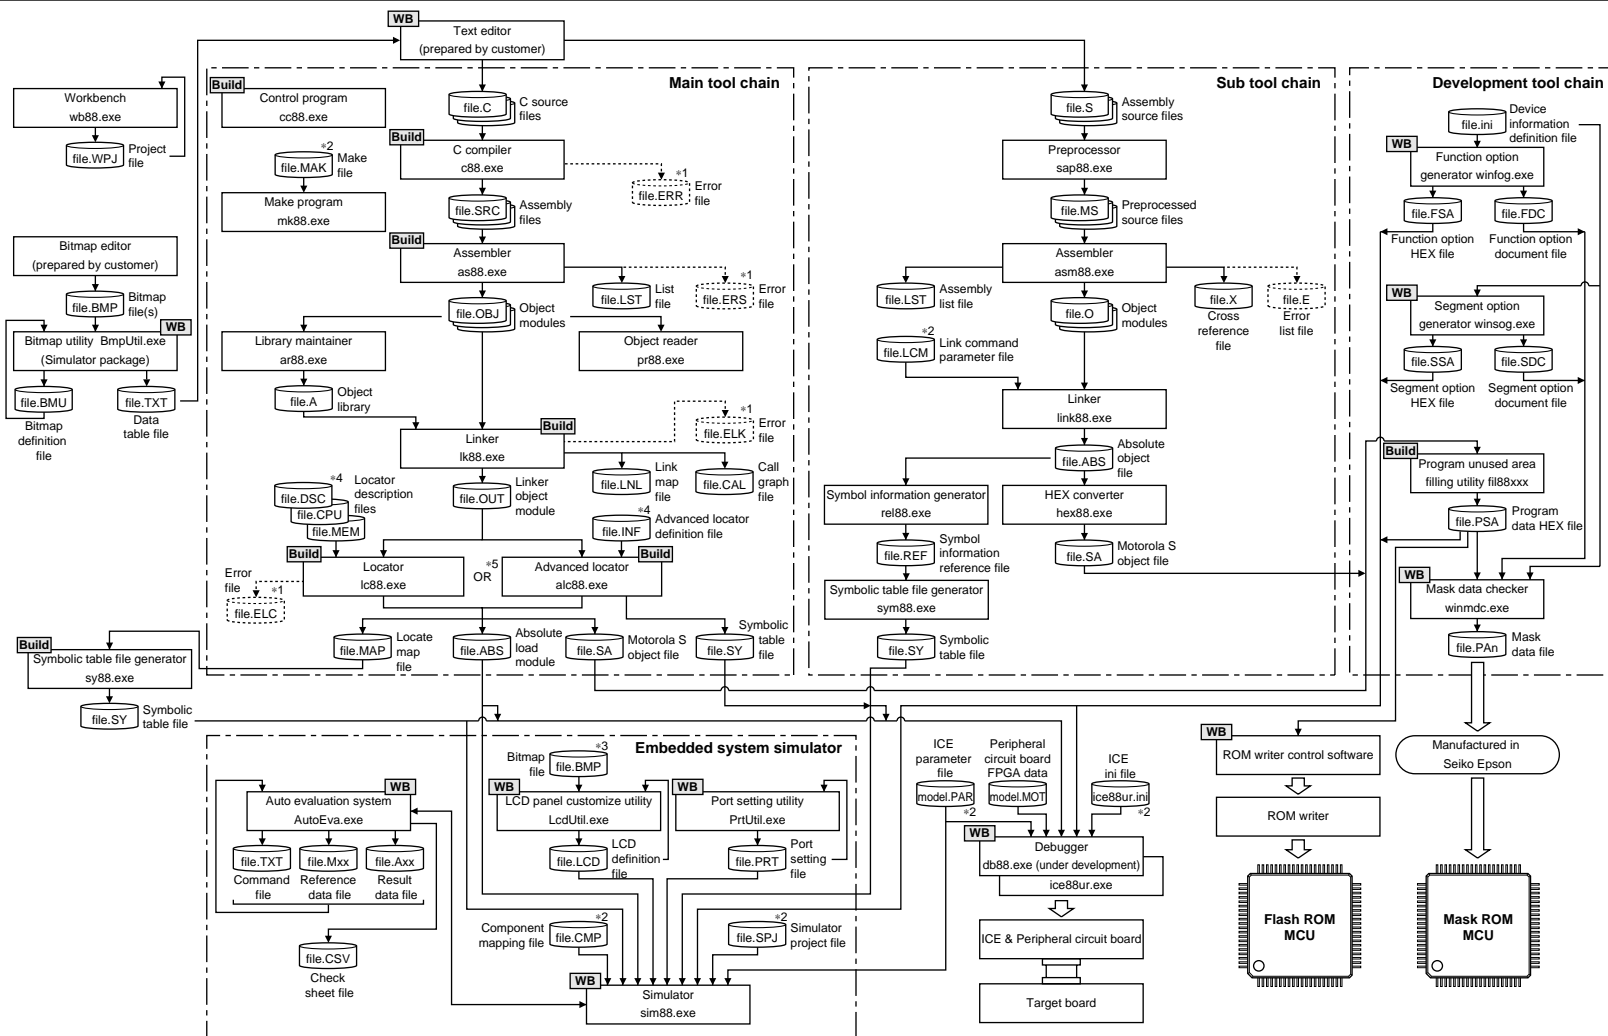 WB
Text editor
(prepared by customer)
Workbench
wb88.exe
file.WPJ
Project
file
Bitmap editor
(prepared by customer)
file.BMP
Bitmap
file(s)
WB
Bitmap utility BmpUtil.exe
(Simulator package)
file.BMU
Bitmap
definition
file
file.TXT
Data
table file
Main tool chain
Build
Control program
cc88.exe
*2
file.MAK
Make
file
Make program
mk88.exe
file.C
C source
files
Build
C compiler
c88.exe
*1
file.ERR
Error
file
file.SRC
Assembly
files
Build
Assembler
as88.exe
file.LST
List
file
*1
file.ERS
Error
file
file.OBJ
Object
modules
Library maintainer
ar88.exe
Object reader
pr88.exe
file.A
Object
library
Build
Linker
lk88.exe
*1
file.ELK
Error
file
file.LNL
Link
map
file
file.CAL
Call
graph
file
file.OUT
Linker
object
module
*4
file.DSC
file.CPU
file.MEM
Locator
description
files
*4
file.INF
Advanced locator
definition file
Build
Locator
lc88.exe
*5
OR
Build
Advanced locator
alc88.exe
Error
file
*1
file.ELC
file.MAP
Locate
map
file
file.ABS
Absolute
load
module
file.SA
Motorola S
object file
file.SY
Symbolic
table
file
Build
Symbolic table file generator
sy88.exe
file.SY
Symbolic
table file
Sub tool chain
file.S
Assembly
source files
Preprocessor
sap88.exe
file.MS
Preprocessed
source files
Assembler
asm88.exe
file.LST
Assembly
list file
file.X
Cross
reference
file
file.E
Error
list file
file.O
Object
modules
*2
file.LCM
Link command
parameter file
Linker
link88.exe
file.ABS
Absolute
object
file
Symbol information generator
rel88.exe
HEX converter
hex88.exe
file.REF
Symbol
information
reference file
file.SA
Motorola S
object file
Symbolic table file generator
sym88.exe
file.SY
Symbolic
table file
Development tool chain
file.ini
Device
information
definition file
WB
Function option
generator winfog.exe
file.FSA
file.FDC
Function option
HEX file
Function option
document file
WB
Segment option
generator winsog.exe
file.SSA
file.SDC
Segment option
HEX file
Segment option
document file
Build
Program unused area
filling utility fil88xxx
file.PSA
Program
data HEX file
WB
Mask data checker
winmdc.exe
file.PAn
Mask
data file
Embedded system simulator
WB
Auto evaluation system
AutoEva.exe
file.TXT
file.Mxx
file.Axx
Command
file
Reference
data file
Result
data file
file.CSV
Check
sheet file
Bitmap
file
*3
file.BMP
WB
LCD panel customize utility
LcdUtil.exe
file.LCD
LCD
definition
file
WB
Port setting utility
PrtUtil.exe
file.PRT
Port
setting
file
Component
mapping file
*2
file.CMP
*2
file.SPJ
Simulator
project file
WB
Simulator
sim88.exe
ICE
parameter
file
model.PAR
*2
Peripheral
circuit board
FPGA data
model.MOT
ICE
ini file
ice88ur.ini
*2
WB
Debugger
db88.exe (under development)
ice88ur.exe
ICE & Peripheral circuit board
Target board
WB
ROM writer control software
ROM writer
Flash ROM
MCU
Manufactured in
Seiko Epson
Mask ROM
MCU